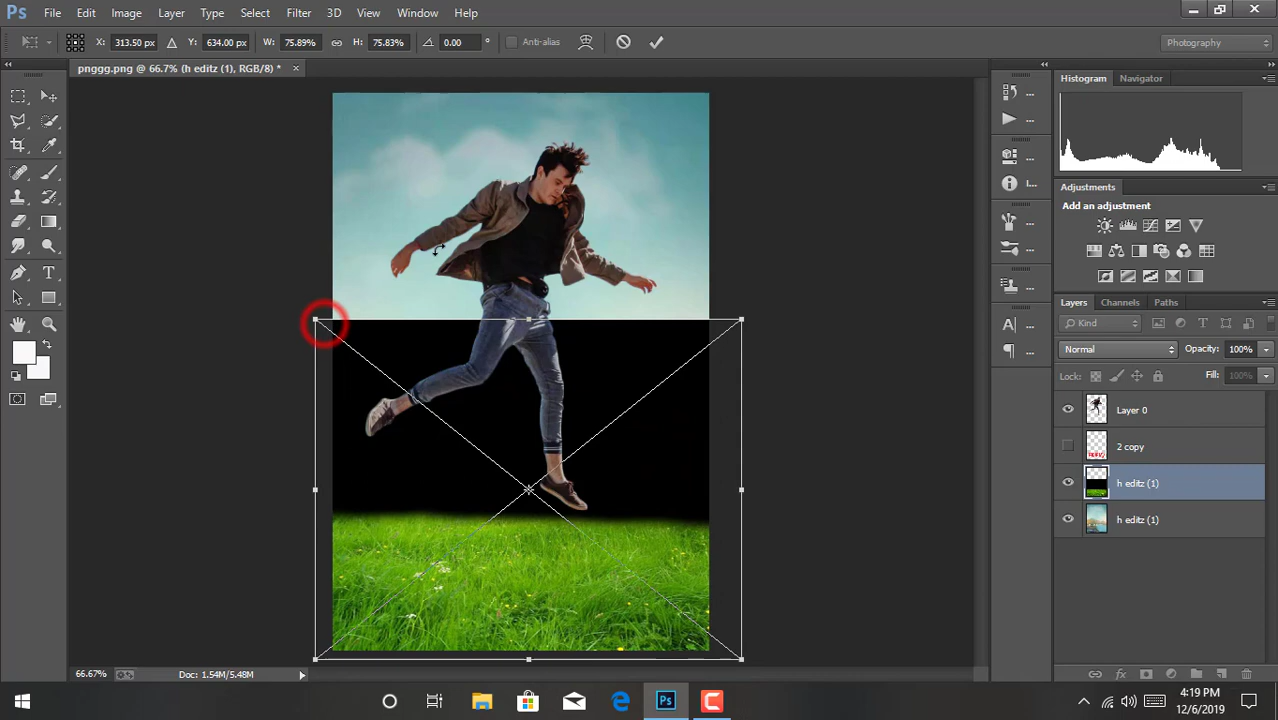 Ps File Edit Image Layer Type Select Filter 3D View Window Help
X: 313.50 px Y: 634.00 px W: 75.89% H: 75.83% 0.00 ° Anti-alias Photography
pnggg.png @ 66.7% (h editz (1), RGB/8) * ×
Histogram Navigator
... ...
...
I...
...
...
...
...
...
Adjustments
Add an adjustment
Layers Channels Paths
Kind
Normal Opacity: 100%
Lock: Fill: 100%
Layer 0
2 copy
h editz (1)
h editz (1)
66.67% Doc: 1.54M/5.48M
Ps
4:19 PM
12/6/2019